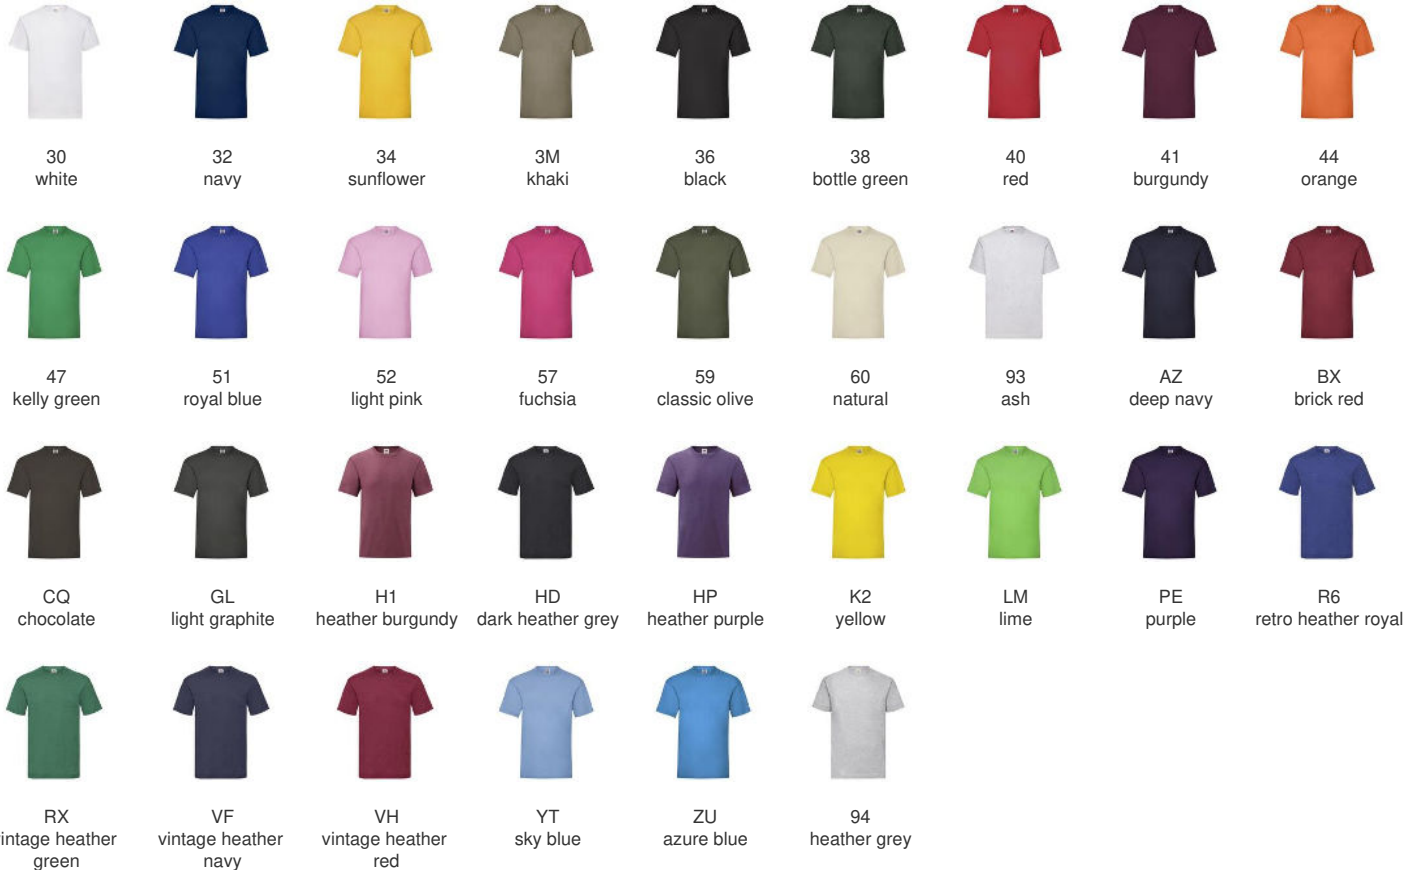 30 32 34 3M 36 38 40 41 44
white navy sunflower khaki black bottle green red burgundy orange
47 51 52 57 59 60 93 AZ BX
kelly green royal blue light pink fuchsia classic olive natural ash deep navy brick red
CQ GL H1 HD HP K2 LM PE R6
chocolate light graphite heather burgundy dark heather grey heather purple yellow lime purple retro heather royal
RX VF VH YT ZU 94
intage heather vintage heather vintage heather sky blue azure blue heather grey
green navy red